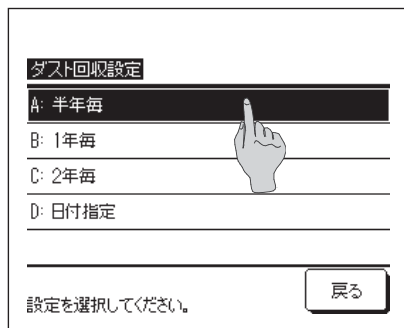 ダスト回収設定
A: 半年毎
B: 1年毎
C: 2年毎
D: 日付指定
設定を選択してください。
戻る